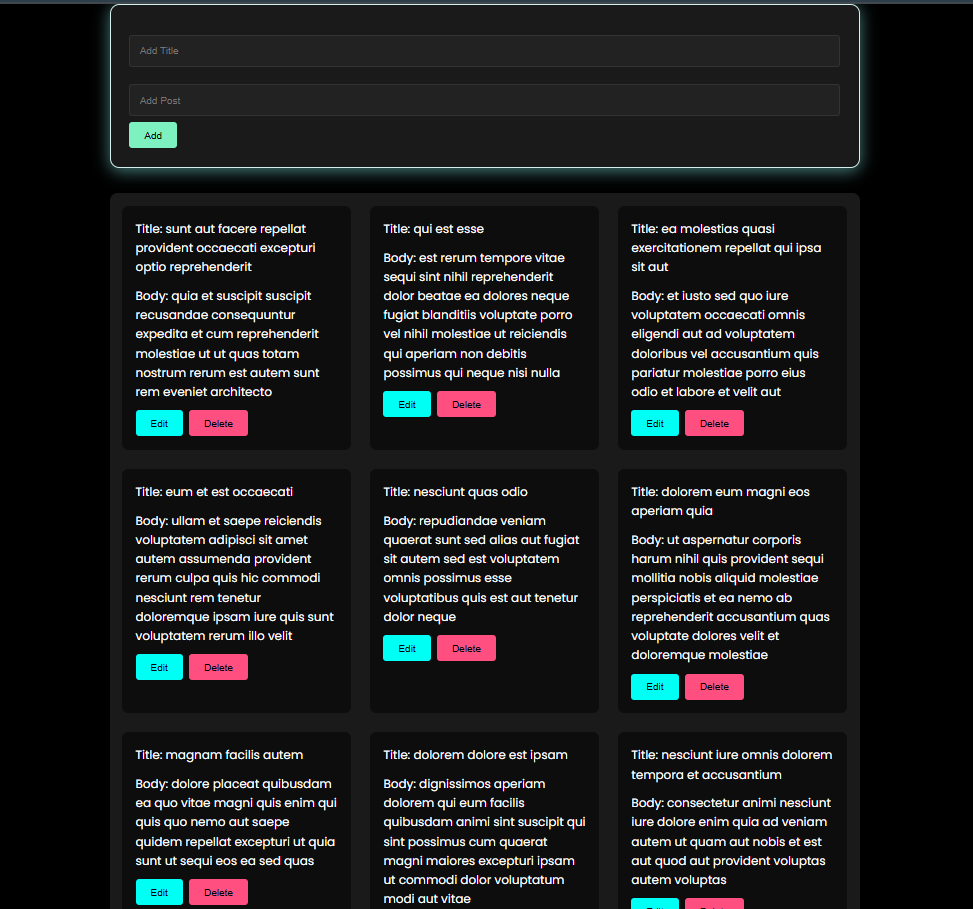 Add Title
Add Post
Add
Title: sunt aut facere repellat
provident occaecati excepturi
optio reprehenderit
Body: quia et suscipit suscipit
recusandae consequuntur
expedita et cum reprehenderit
molestiae ut ut quas totam
nostrum rerum est autem sunt
rem eveniet architecto
Edit Delete
Title: qui est esse
Body: est rerum tempore vitae
sequi sint nihil reprehenderit
dolor beatae ea dolores neque
fugiat blanditiis voluptate porro
vel nihil molestiae ut reiciendis
qui aperiam non debitis
possimus qui neque nisi nulla
Edit Delete
Title: ea molestias quasi
exercitationem repellat qui ipsa
sit aut
Body: et iusto sed quo iure
voluptatem occaecati omnis
eligendi aut ad voluptatem
doloribus vel accusantium quis
pariatur molestiae porro eius
odio et labore et velit aut
Edit Delete
Title: eum et est occaecati
Body: ullam et saepe reiciendis
voluptatem adipisci sit amet
autem assumenda provident
rerum culpa quis hic commodi
nesciunt rem tenetur
doloremque ipsam iure quis sunt
voluptatem rerum illo velit
Edit Delete
Title: nesciunt quas odio
Body: repudiandae veniam
quaerat sunt sed alias aut fugiat
sit autem sed est voluptatem
omnis possimus esse
voluptatibus quis est aut tenetur
dolor neque
Edit Delete
Title: dolorem eum magni eos
aperiam quia
Body: ut aspernatur corporis
harum nihil quis provident sequi
mollitia nobis aliquid molestiae
perspiciatis et ea nemo ab
reprehenderit accusantium quas
voluptate dolores velit et
doloremque molestiae
Edit Delete
Title: magnam facilis autem
Body: dolore placeat quibusdam
ea quo vitae magni quis enim qui
quis quo nemo aut saepe
quidem repellat excepturi ut quia
sunt ut sequi eos ea sed quas
Edit Delete
Title: dolorem dolore est ipsam
Body: dignissimos aperiam
dolorem qui eum facilis
quibusdam animi sint suscipit qui
sint possimus cum quaerat
magni maiores excepturi ipsam
ut commodi dolor voluptatum
modi aut vitae
Title: nesciunt iure omnis dolorem
tempora et accusantium
Body: consectetur animi nesciunt
iure dolore enim quia ad veniam
autem ut quam aut nobis et est
aut quod aut provident voluptas
autem voluptas